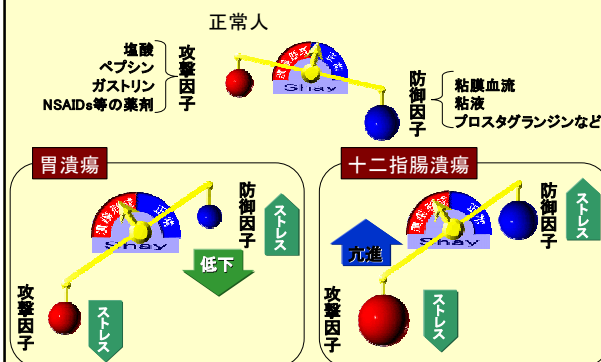 正常人
塩酸
ペプシン
ガストリン
NSAIDs等の薬剤
攻撃因子
Shay
防御因子
粘膜血流
粘液
プロスタグランジンなど
胃潰瘍
防御因子
ストレス
Shay
低下
攻撃因子
ストレス
十二指腸潰瘍
防御因子
ストレス
Shay
亢進
攻撃因子
ストレス